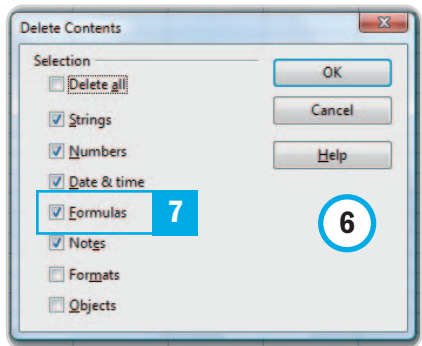 Delete Contents
Selection
Delete all
OK
Strings
Cancel
Numbers
Help
Date & time
Formulas
7
6
Notes
Formats
Objects